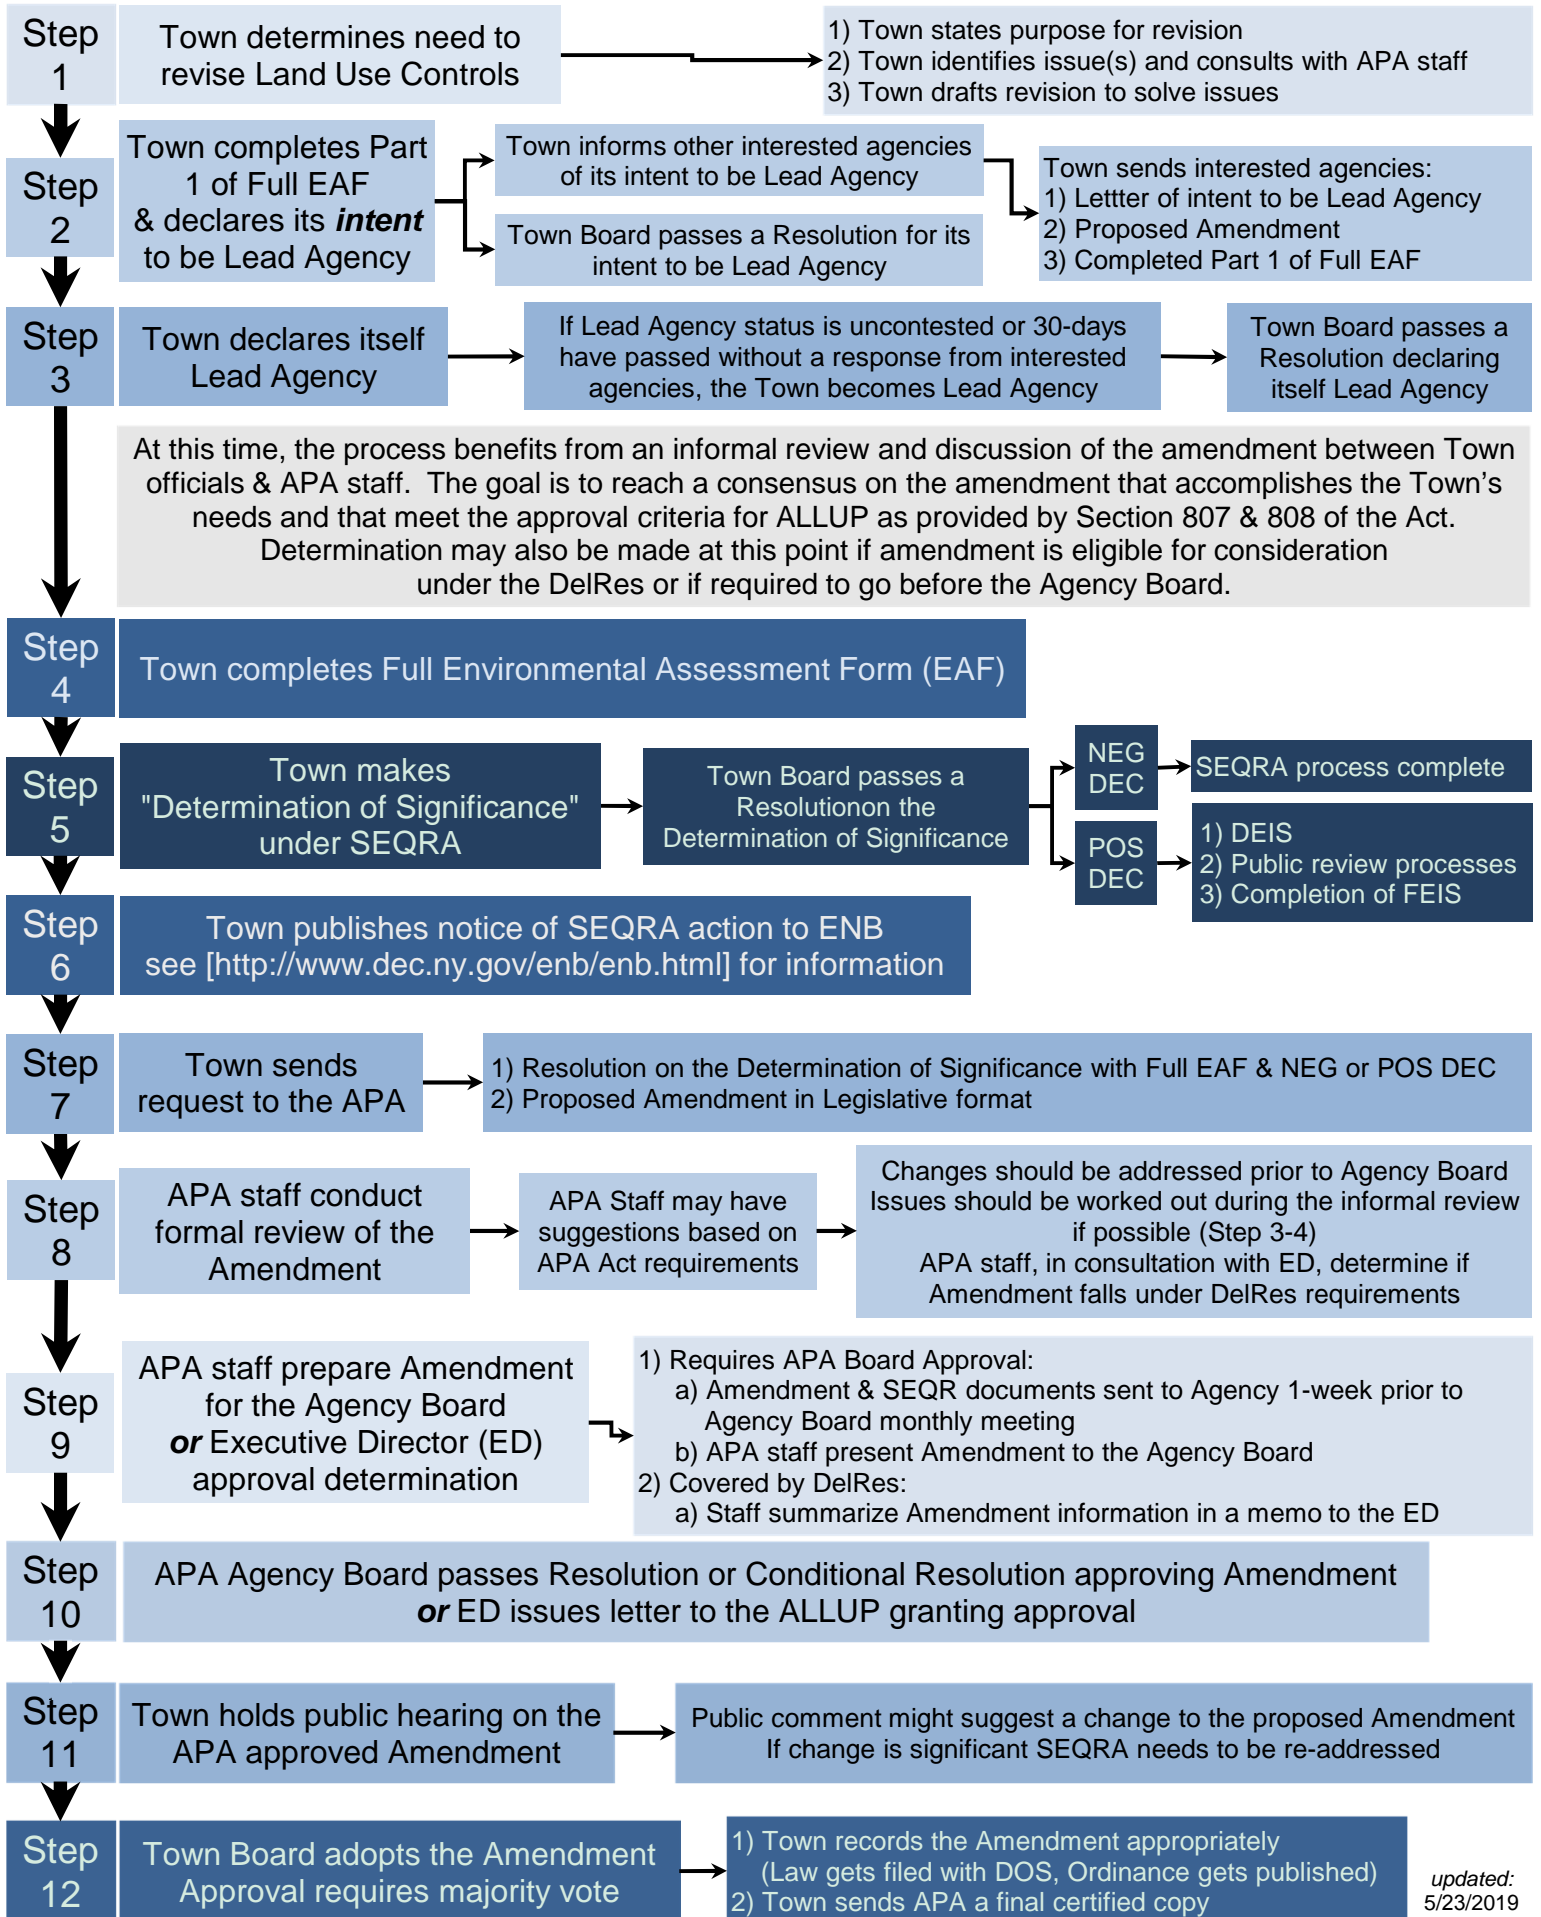 Step
1
Town determines need to
revise Land Use Controls
1) Town states purpose for revision
2) Town identifies issue(s) and consults with APA staff
3) Town drafts revision to solve issues
Step
2
Town completes Part
1 of Full EAF
& declares its intent
to be Lead Agency
Town informs other interested agencies
of its intent to be Lead Agency
Town Board passes a Resolution for its
intent to be Lead Agency
Town sends interested agencies:
1) Lettter of intent to be Lead Agency
2) Proposed Amendment
3) Completed Part 1 of Full EAF
Step
3
Town declares itself
Lead Agency
If Lead Agency status is uncontested or 30-days
have passed without a response from interested
agencies, the Town becomes Lead Agency
Town Board passes a
Resolution declaring
itself Lead Agency
At this time, the process benefits from an informal review and discussion of the amendment between Town
officials & APA staff.  The goal is to reach a consensus on the amendment that accomplishes the Town's
needs and that meet the approval criteria for ALLUP as provided by Section 807 & 808 of the Act.
Determination may also be made at this point if amendment is eligible for consideration
under the DelRes or if required to go before the Agency Board.
Step
4
Town completes Full Environmental Assessment Form (EAF)
Step
5
Town makes
"Determination of Significance"
under SEQRA
Town Board passes a
Resolutionon the
Determination of Significance
NEG
DEC
SEQRA process complete
POS
DEC
1) DEIS
2) Public review processes
3) Completion of FEIS
Step
6
Town publishes notice of SEQRA action to ENB
see [http://www.dec.ny.gov/enb/enb.html] for information
Step
7
Town sends
request to the APA
1) Resolution on the Determination of Significance with Full EAF & NEG or POS DEC
2) Proposed Amendment in Legislative format
Step
8
APA staff conduct
formal review of the
Amendment
APA Staff may have
suggestions based on
APA Act requirements
Changes should be addressed prior to Agency Board
Issues should be worked out during the informal review
if possible (Step 3-4)
APA staff, in consultation with ED, determine if
Amendment falls under DelRes requirements
Step
9
APA staff prepare Amendment
for the Agency Board
or Executive Director (ED)
approval determination
1) Requires APA Board Approval:
a) Amendment & SEQR documents sent to Agency 1-week prior to
Agency Board monthly meeting
b) APA staff present Amendment to the Agency Board
2) Covered by DelRes:
a) Staff summarize Amendment information in a memo to the ED
Step
10
APA Agency Board passes Resolution or Conditional Resolution approving Amendment
or ED issues letter to the ALLUP granting approval
Step
11
Town holds public hearing on the
APA approved Amendment
Public comment might suggest a change to the proposed Amendment
If change is significant SEQRA needs to be re-addressed
Step
12
Town Board adopts the Amendment
Approval requires majority vote
1) Town records the Amendment appropriately
(Law gets filed with DOS, Ordinance gets published)
2) Town sends APA a final certified copy
updated:
5/23/2019